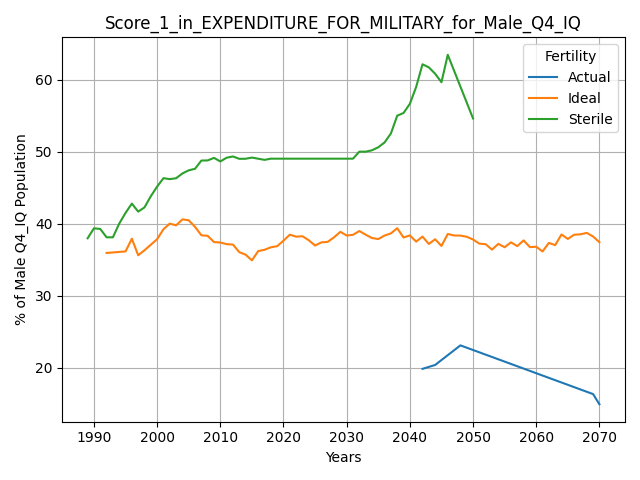 Score_1_in_EXPENDITURE_FOR_MILITARY_for_Male_Q4_IQ
Fertility
Actual
Ideal
Sterile
% of Male Q4_IQ Population
60
50
40
30
20
1990 2000 2010 2020 2030 2040 2050 2060 2070
Years